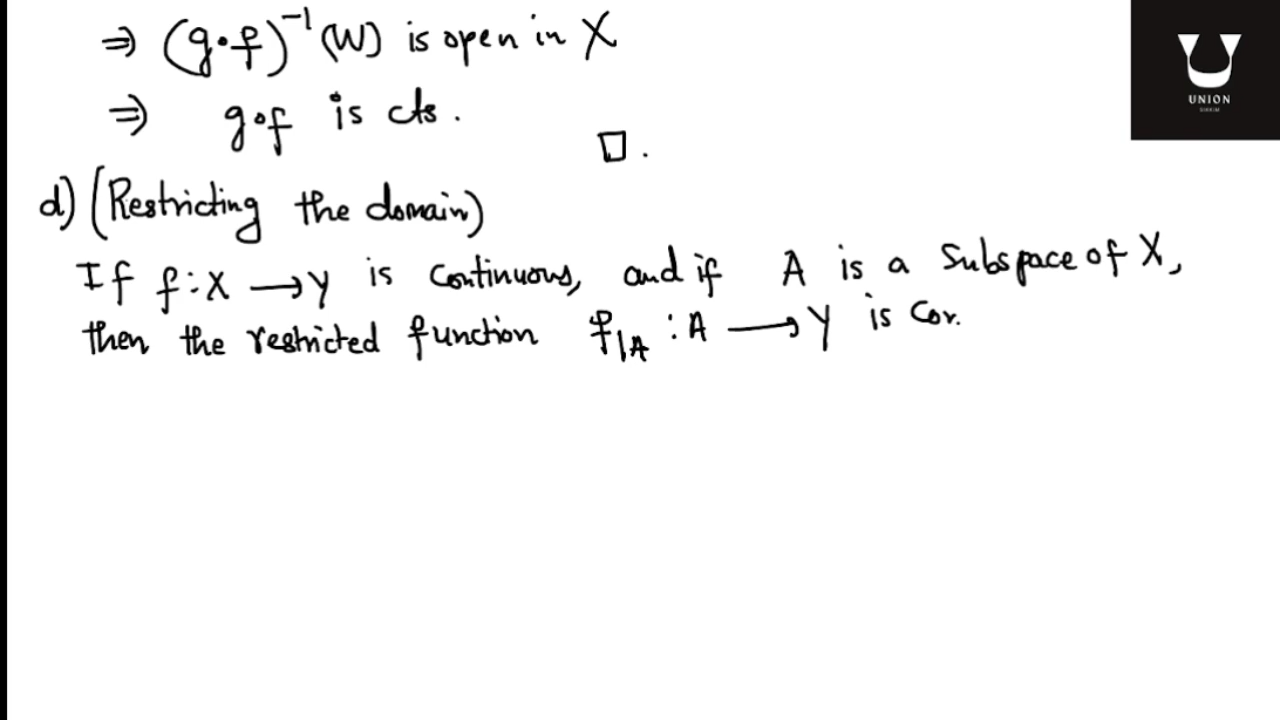 ⇒ (g∘f)⁻¹(W) is open in X
⇒ g∘f is cts.
□.
d) (Restricting the domain)
If f: X → Y is continuous, and if A is a subspace of X,
then the restricted function f|A : A → Y is Con.
UNION